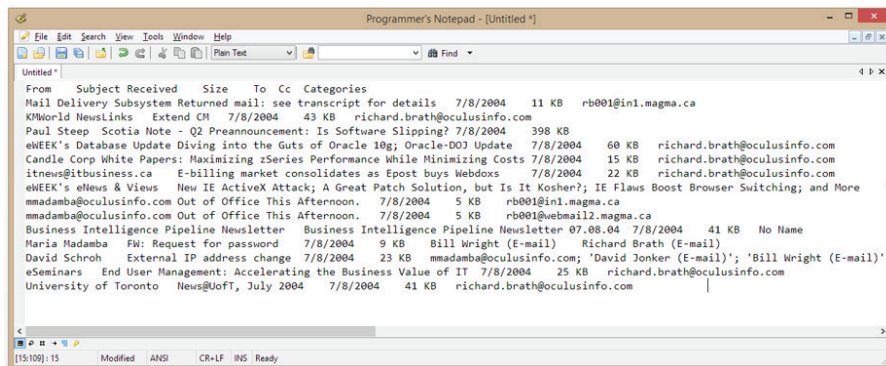 Programmer's Notepad - [Untitled *]
File Edit Search View Tools Window Help
Plain Text Find
Untitled *
From Subject Received Size To Cc Categories
Mail Delivery Subsystem Returned mail: see transcript for details 7/8/2004 11 KB rb001@in1.magma.ca
KMWorld NewsLinks Extend CM 7/8/2004 43 KB richard.brath@oculusinfo.com
Paul Steep Scotia Note - Q2 Preannouncement: Is Software Slipping? 7/8/2004 398 KB
eWEEK's Database Update Diving into the Guts of Oracle 10g; Oracle-DOJ Update 7/8/2004 60 KB richard.brath@oculusinfo.com
Candle Corp White Papers: Maximizing zSeries Performance While Minimizing Costs 7/8/2004 15 KB richard.brath@oculusinfo.com
itnews@itbusiness.ca E-billing market consolidates as Epost buys Webdoxs 7/8/2004 22 KB richard.brath@oculusinfo.com
eWEEK's eNews & Views New IE ActiveX Attack; A Great Patch Solution, but Is It Kosher?; IE Flaws Boost Browser Switching; and More
mmadamba@oculusinfo.com Out of Office This Afternoon. 7/8/2004 5 KB rb001@in1.magma.ca
mmadamba@oculusinfo.com Out of Office This Afternoon. 7/8/2004 5 KB rb001@webmail2.magma.ca
Business Intelligence Pipeline Newsletter Business Intelligence Pipeline Newsletter 07.08.04 7/8/2004 41 KB No Name
Maria Madamba FW: Request for password 7/8/2004 9 KB Bill Wright (E-mail) Richard Brath (E-mail)
David Schroh External IP address change 7/8/2004 23 KB mmadamba@oculusinfo.com; 'David Jonker (E-mail)'; 'Bill Wright (E-mail)'
eSeminars End User Management: Accelerating the Business Value of IT 7/8/2004 25 KB richard.brath@oculusinfo.com
University of Toronto News@UofT, July 2004 7/8/2004 41 KB richard.brath@oculusinfo.com
[15:109] : 15 Modified ANSI CR+LF INS Ready